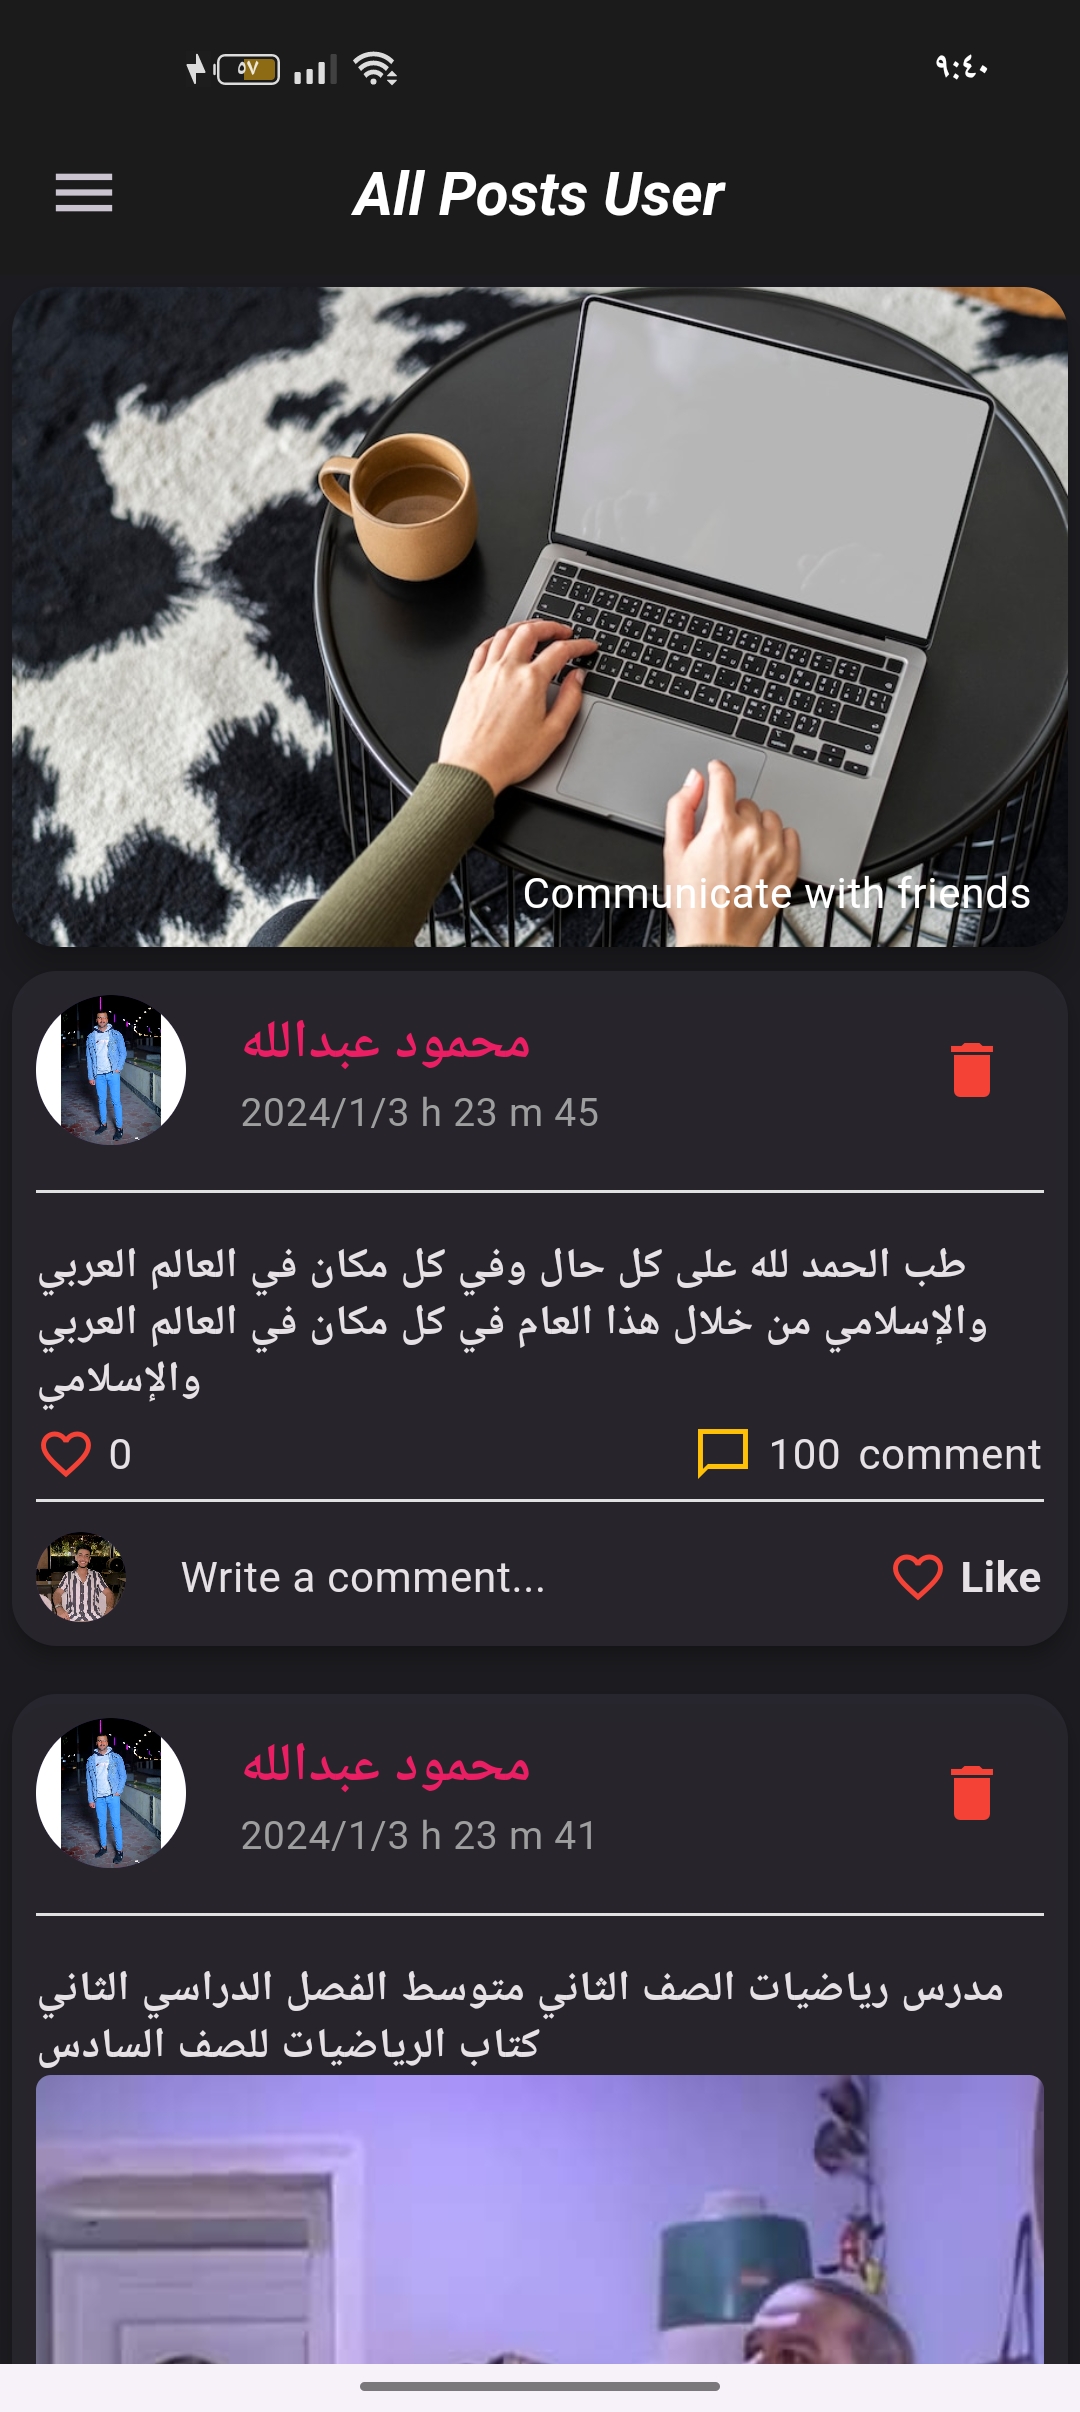 ٥٧
٩:٤٠
All Posts User
Communicate with friends
محمود عبدالله
2024/1/3 h 23 m 45
طب الحمد لله على كل حال وفي كل مكان في العالم العربي
والإسلامي من خلال هذا العام في كل مكان في العالم العربي
والإسلامي
0
100 comment
Write a comment...
Like
محمود عبدالله
2024/1/3 h 23 m 41
مدرس رياضيات الصف الثاني متوسط الفصل الدراسي الثاني
كتاب الرياضيات للصف السادس